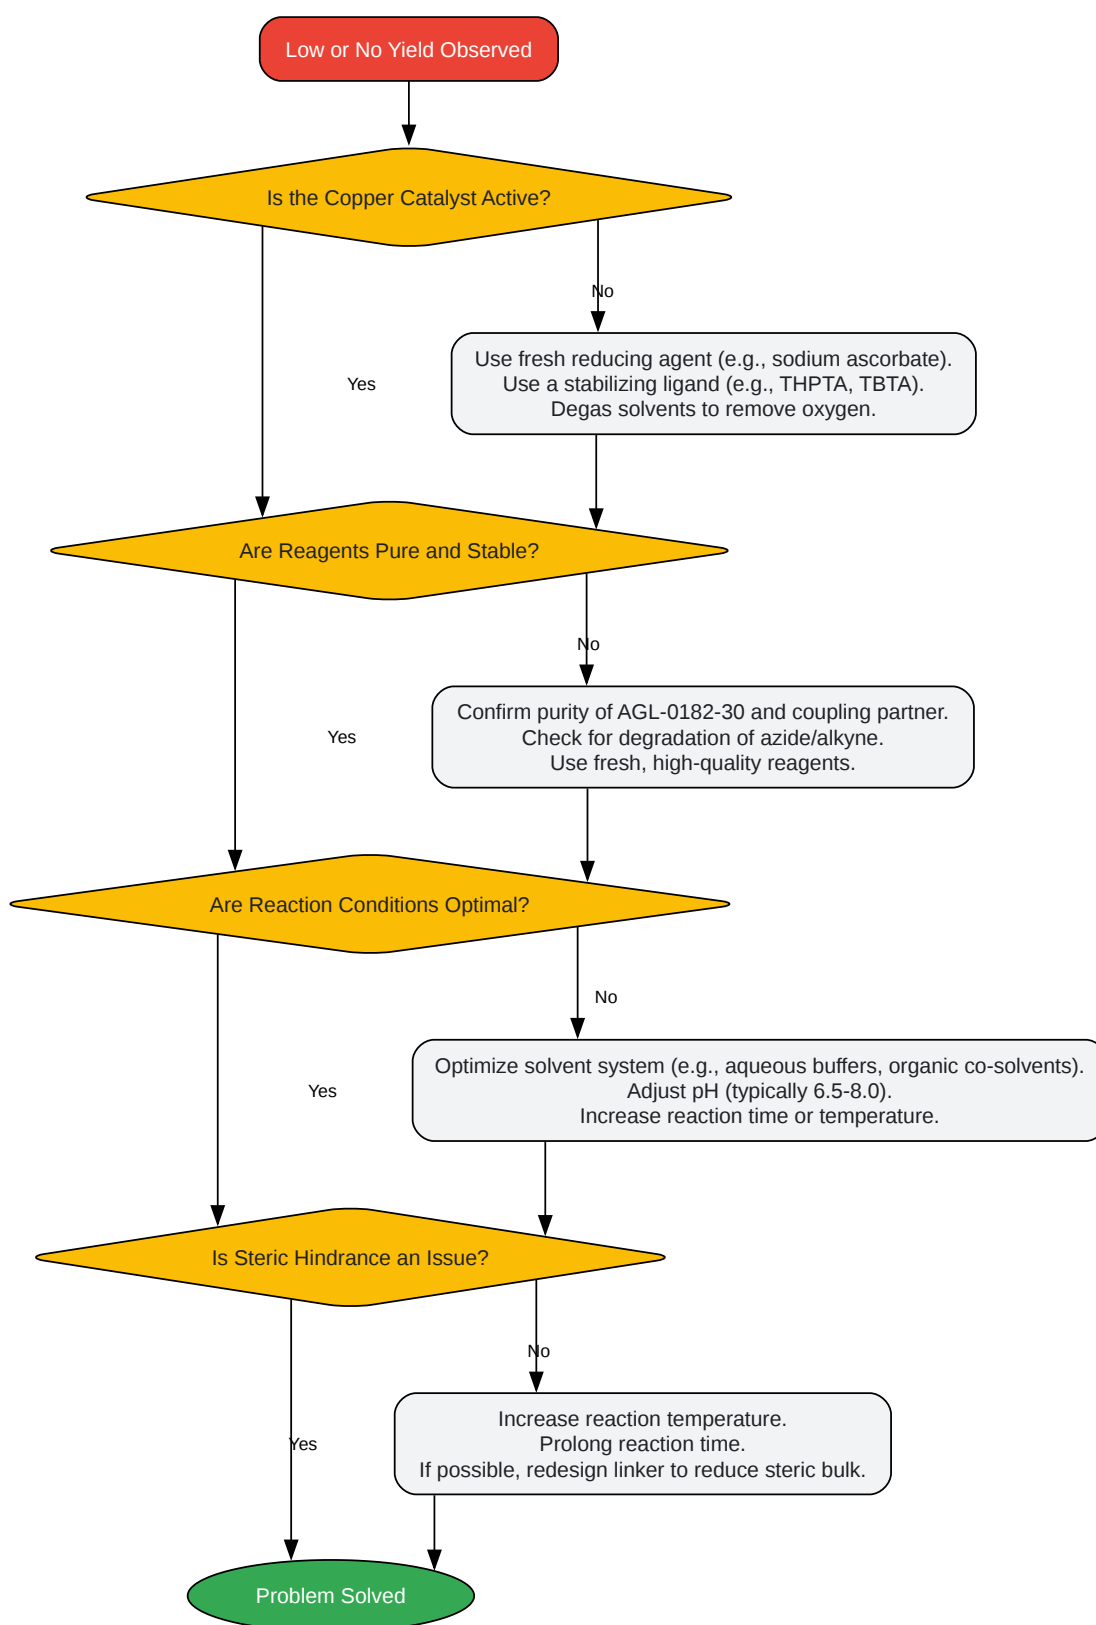 Low or No Yield Observed
Is the Copper Catalyst Active?
No
Use fresh reducing agent (e.g., sodium ascorbate).
Use a stabilizing ligand (e.g., THPTA, TBTA).
Degas solvents to remove oxygen.
Yes
Are Reagents Pure and Stable?
No
Confirm purity of AGL-0182-30 and coupling partner.
Check for degradation of azide/alkyne.
Use fresh, high-quality reagents.
Yes
Are Reaction Conditions Optimal?
No
Optimize solvent system (e.g., aqueous buffers, organic co-solvents).
Adjust pH (typically 6.5-8.0).
Increase reaction time or temperature.
Yes
Is Steric Hindrance an Issue?
No
Increase reaction temperature.
Prolong reaction time.
If possible, redesign linker to reduce steric bulk.
Yes
Problem Solved